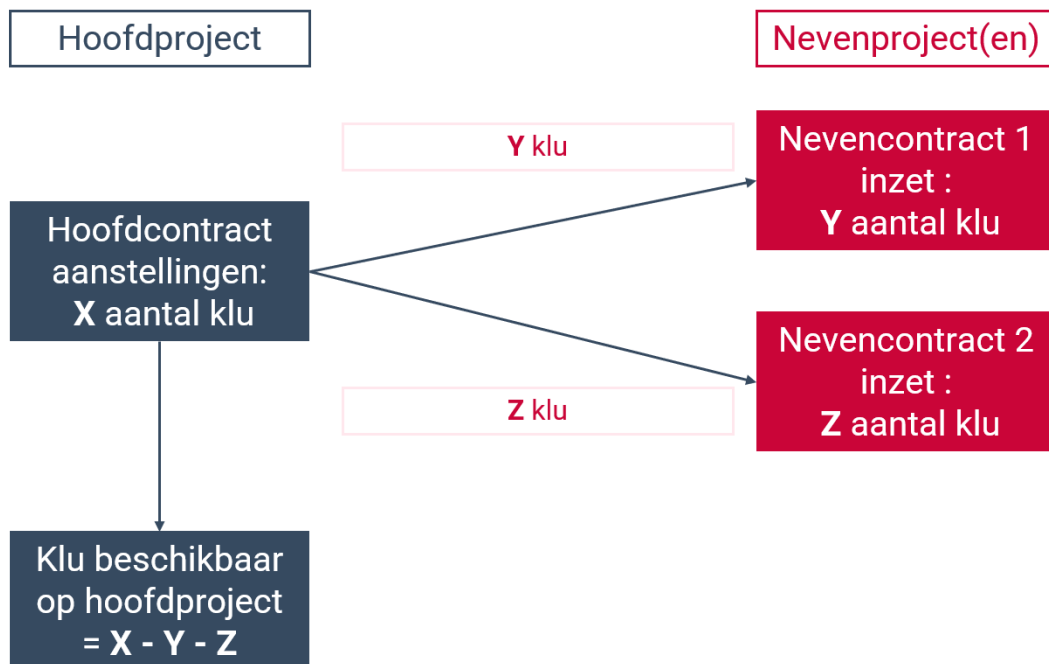 Hoofdproject
Nevenproject(en)
Y klu
Nevencontract 1
inzet :
Y aantal klu
Hoofdcontract
aanstellingen:
X aantal klu
Nevencontract 2
inzet :
Z aantal klu
Z klu
Klu beschikbaar
op hoofdproject
= X - Y - Z